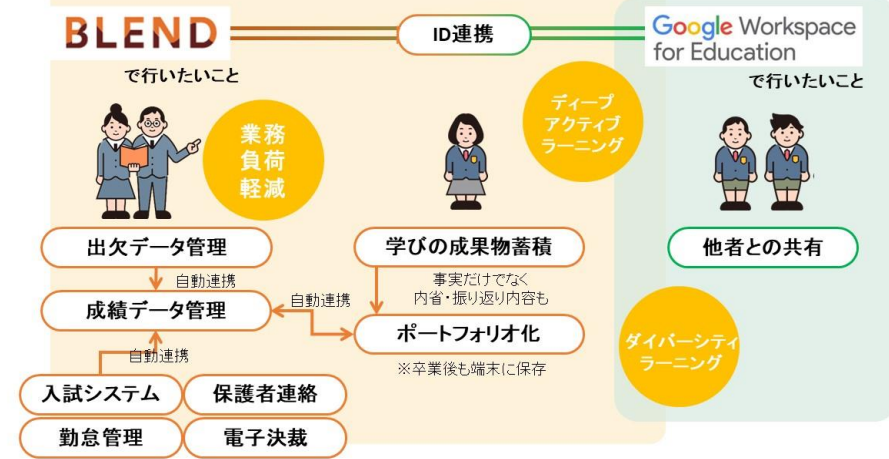 BLEND
ID連携
Google Workspace
for Education
で行いたいこと
で行いたいこと
業務
負荷
軽減
ディープ
アクティブ
ラーニング
出欠データ管理
学びの成果物蓄積
他者との共有
自動連携
事実だけでなく
内省・振り返り内容も
成績データ管理
自動連携
ポートフォリオ化
ダイバーシティ
ラーニング
自動連携
※卒業後も端末に保存
入試システム
保護者連絡
勤怠管理
電子決裁